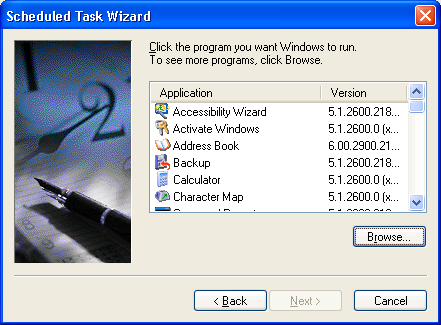 Scheduled Task Wizard
Click the program you want Windows to run.
To see more programs, click Browse.
Application Version
Accessibility Wizard 5.1.2600.218...
Activate Windows 5.1.2600.0 (x...
Address Book 6.00.2900.21...
Backup 5.1.2600.218...
Calculator 5.1.2600.0 (x...
Character Map 5.1.2600.0 (x...
Browse...
< Back Next > Cancel